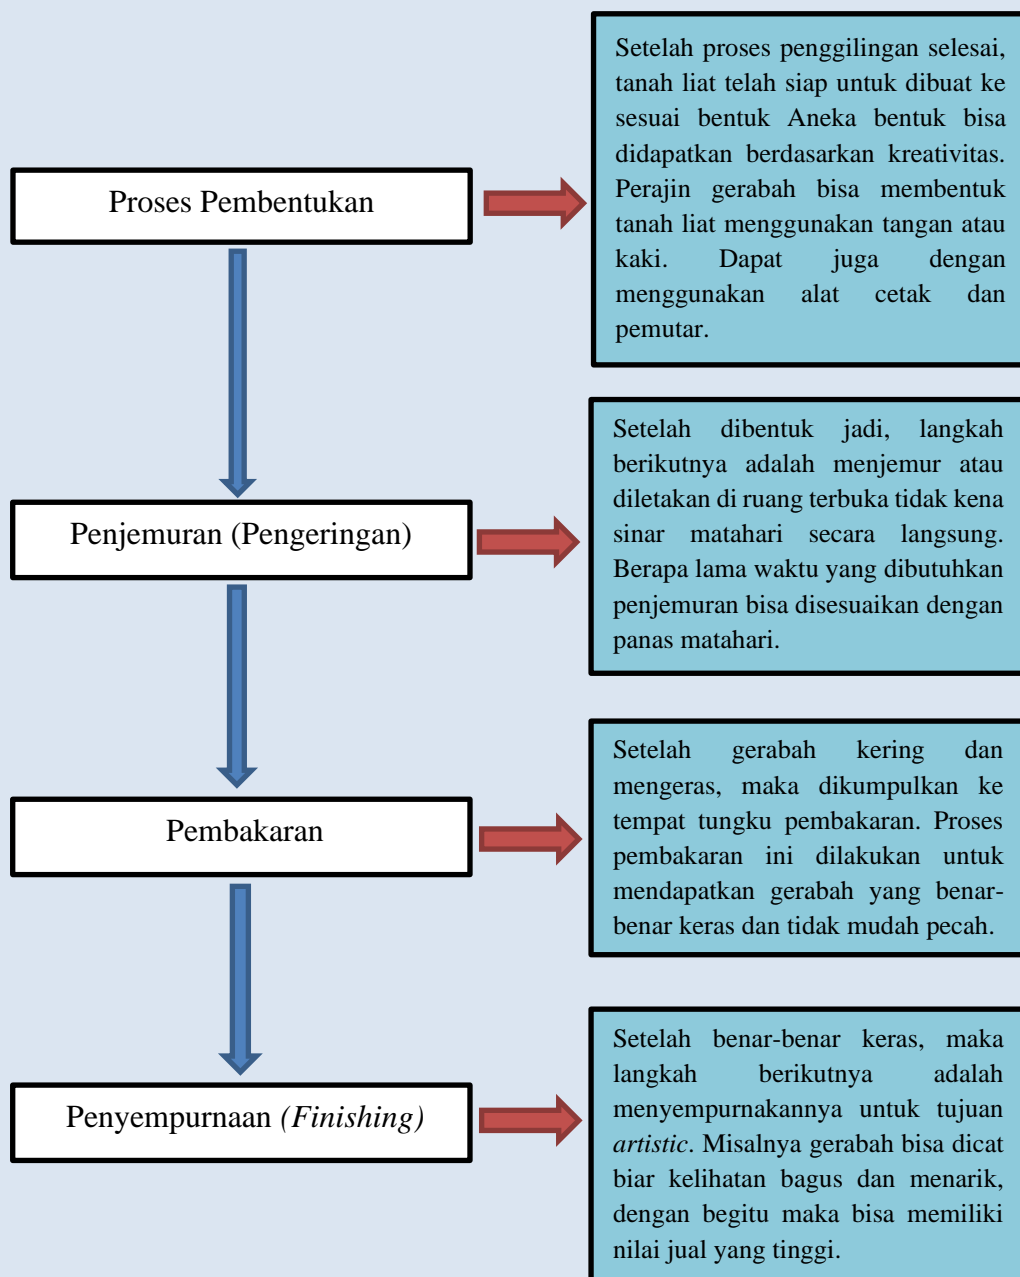 Proses Pembentukan
Setelah proses penggilingan selesai,
tanah liat telah siap untuk dibuat ke
sesuai bentuk Aneka bentuk bisa
didapatkan berdasarkan kreativitas.
Perajin gerabah bisa membentuk
tanah liat menggunakan tangan atau
kaki. Dapat juga dengan
menggunakan alat cetak dan
pemutar.
Penjemuran (Pengeringan)
Setelah dibentuk jadi, langkah
berikutnya adalah menjemur atau
diletakan di ruang terbuka tidak kena
sinar matahari secara langsung.
Berapa lama waktu yang dibutuhkan
penjemuran bisa disesuaikan dengan
panas matahari.
Pembakaran
Setelah gerabah kering dan
mengeras, maka dikumpulkan ke
tempat tungku pembakaran. Proses
pembakaran ini dilakukan untuk
mendapatkan gerabah yang benar-
benar keras dan tidak mudah pecah.
Penyempurnaan (Finishing)
Setelah benar-benar keras, maka
langkah berikutnya adalah
menyempurnakannya untuk tujuan
artistic. Misalnya gerabah bisa dicat
biar kelihatan bagus dan menarik,
dengan begitu maka bisa memiliki
nilai jual yang tinggi.